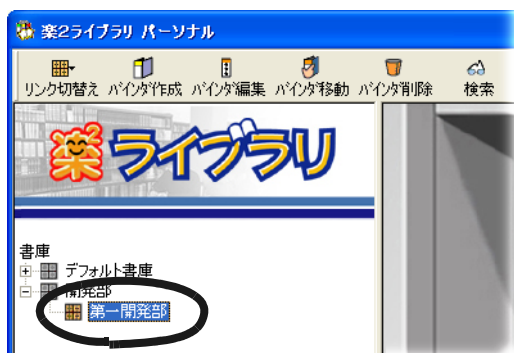 楽2ライブラリ パーソナル
リンク切替え バインダ作成 バインダ編集 バインダ移動 バインダ削除 検索
楽2ライブラリ
書庫
デフォルト書庫
開発部
第一開発部